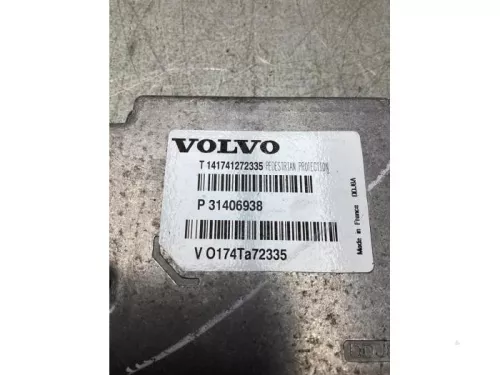 VOLVO
T 141741272335 PEDESTRIAN PROTECTION
P 31406938
V O174Ta72335
Made in France